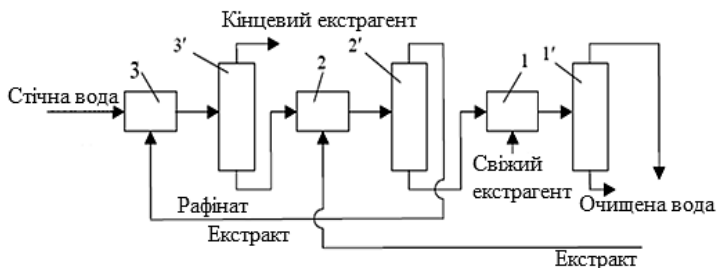 Кінцевий екстрагент
3′
2′
1′
3
2
1
Стічна вода
Свіжий
екстрагент
Рафінат
Очищена вода
Екстракт
Екстракт